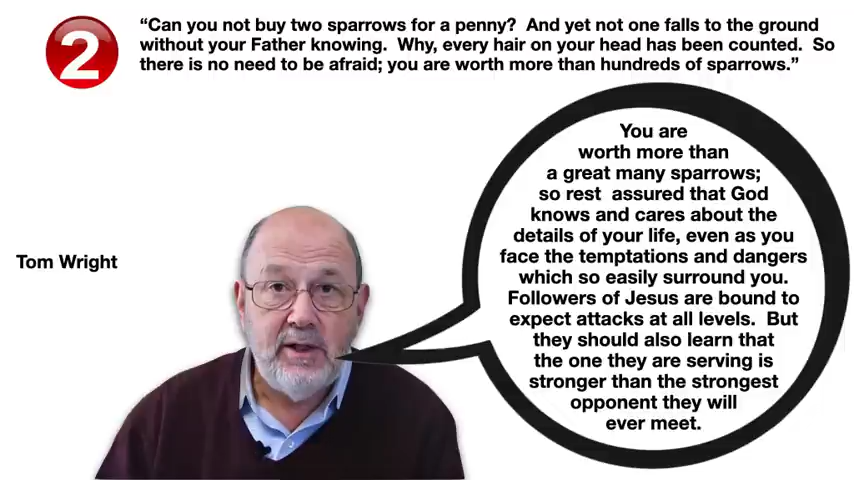 2
“Can you not buy two sparrows for a penny? And yet not one falls to the ground
without your Father knowing. Why, every hair on your head has been counted. So
there is no need to be afraid; you are worth more than hundreds of sparrows.”
You are
worth more than
a great many sparrows;
so rest assured that God
knows and cares about the
details of your life, even as you
face the temptations and dangers
which so easily surround you.
Followers of Jesus are bound to
expect attacks at all levels. But
they should also learn that
the one they are serving is
stronger than the strongest
opponent they will
ever meet.
Tom Wright